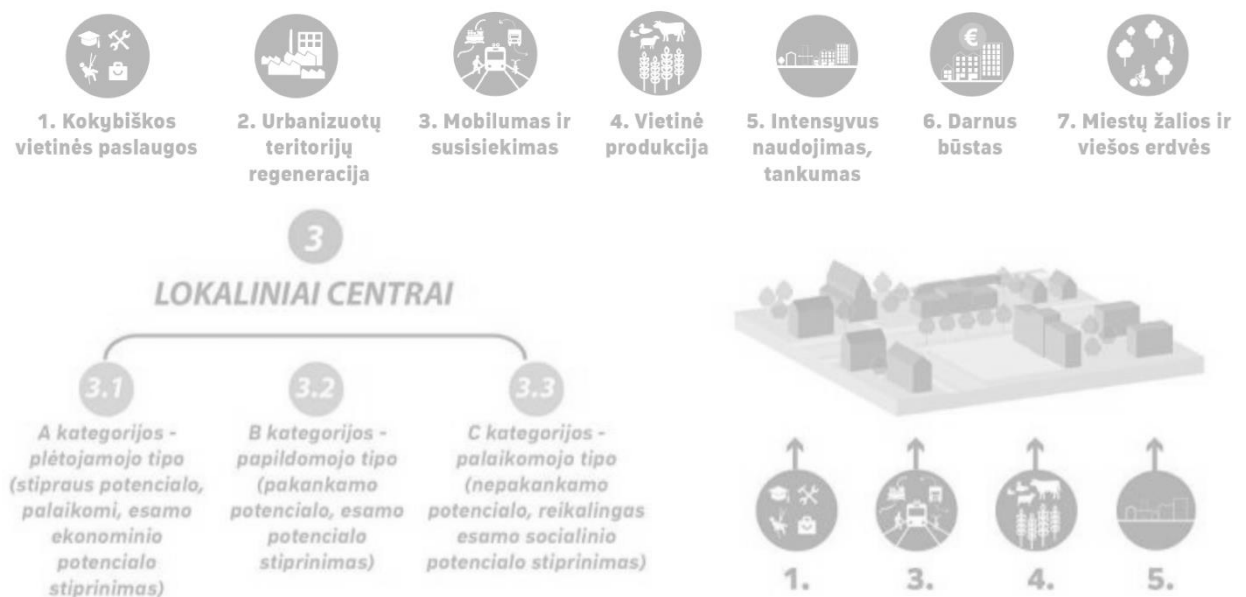 1. Kokybiškos
vietinės paslaugos
2. Urbanizuotų
teritorijų
regeneracija
3. Mobilumas ir
susisiekimas
4. Vietinė
produkcija
5. Intensyvus
naudojimas,
tankumas
€
6. Darnus
būstas
7. Miestų žalios ir
viešos erdvės
3
LOKALINIAI CENTRAI
3.1
A kategorijos -
plėtojamojo tipo
(stipraus potencialo,
palaikomi, esamo
ekonominio
potencialo
stiprinimas)
3.2
B kategorijos -
papildomojo tipo
(pakankamo
potencialo, esamo
potencialo
stiprinimas)
3.3
C kategorijos -
palaikomojo tipo
(nepakankamo
potencialo, reikalingas
esamo socialinio
potencialo stiprinimas)
1.
3.
4.
5.